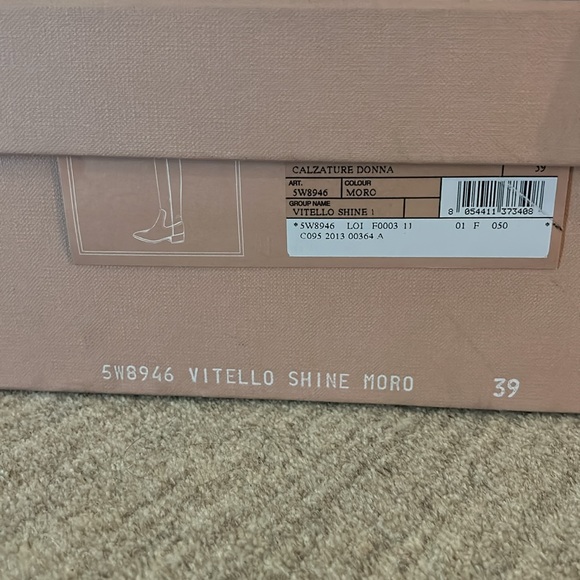 CALZATURE DONNA 39
ART. COLOUR
5W8946 MORO
GROUP NAME
VITELLO SHINE 1
8 054411 373408
*5W8946 LOI F0003 11 01 F 050 *
C095 2013 00364 A
5W8946 VITELLO SHINE MORO 39